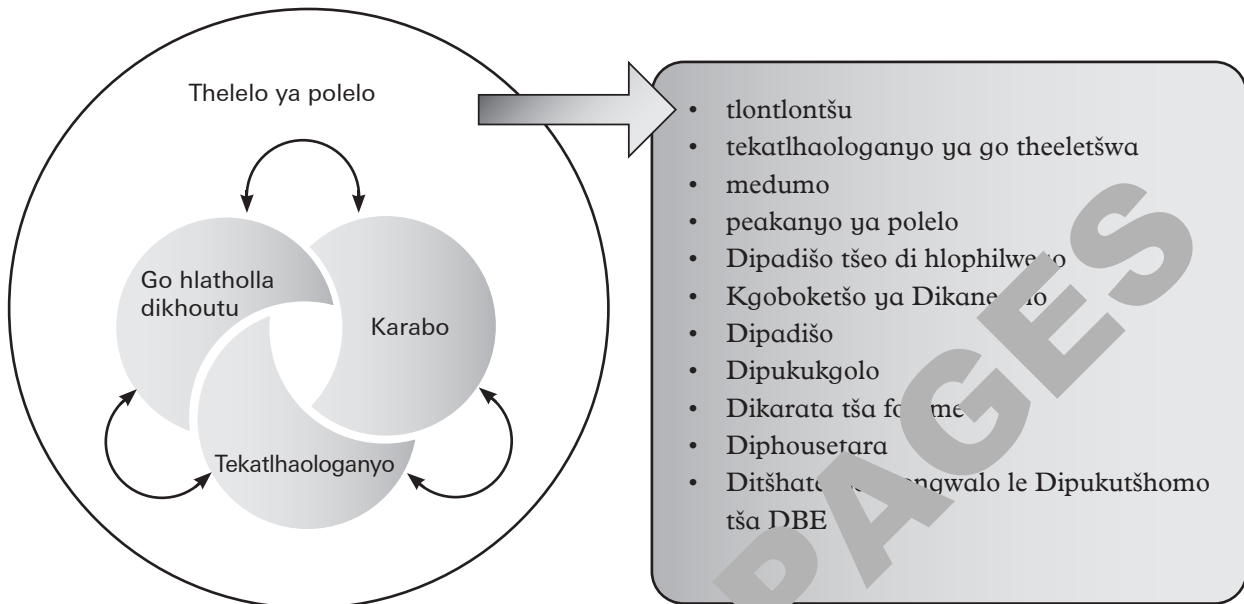 Thelelo ya polelo
Go hlatholla
dikhoutu
Karabo
Tekatlhaologanyo
• tlontlontšu
• tekatlhaologanyo ya go theeletšwa
• medumo
• peakanyo ya polelo
• Dipadišo tšeo di
• Kgoboketšo ya
• Dipadišo
• Dipukukgolo
• Dikarata tša
• Diphousetara
• le Dipukutšhomo
tša DBE
PAGES